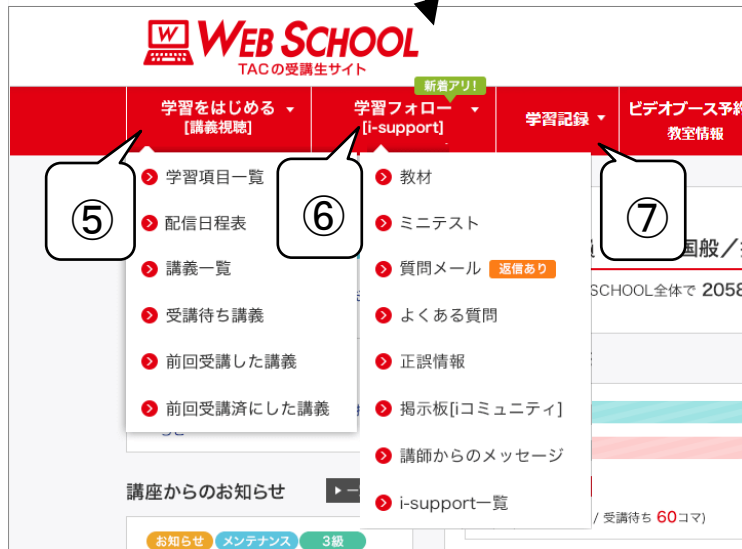 WEB SCHOOL
TACの受講生サイト
新着アリ!
学習をはじめる
[講義視聴]
学習フォロー
[i-support]
学習記録
ビデオブース予約
教室情報
⑤
⑥
⑦
学習項目一覧
配信日程表
講義一覧
受講待ち講義
前回受講した講義
前回受講済にした講義
教材
ミニテスト
質問メール 返信あり
よくある質問
正誤情報
掲示板[iコミュニティ]
講師からのメッセージ
i-support一覧
国般/
SCHOOL全体で 2058
/ 受講待ち 60コマ)
講座からのお知らせ
お知らせ メンテナンス 3級